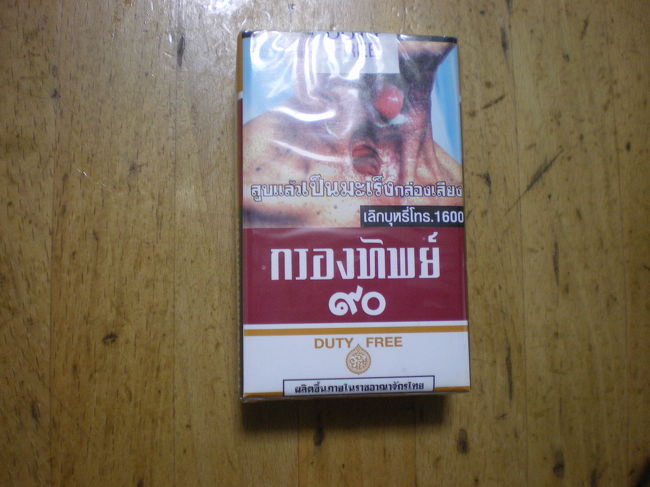 สูบแล้วเป็นมะเร็งกล่องเสียง
เลิกบุหรี่โทร.1600
กรองทิพย์
๙๐
DUTY FREE
ผลิตขึ้นภายในราชอาณาจักรไทย